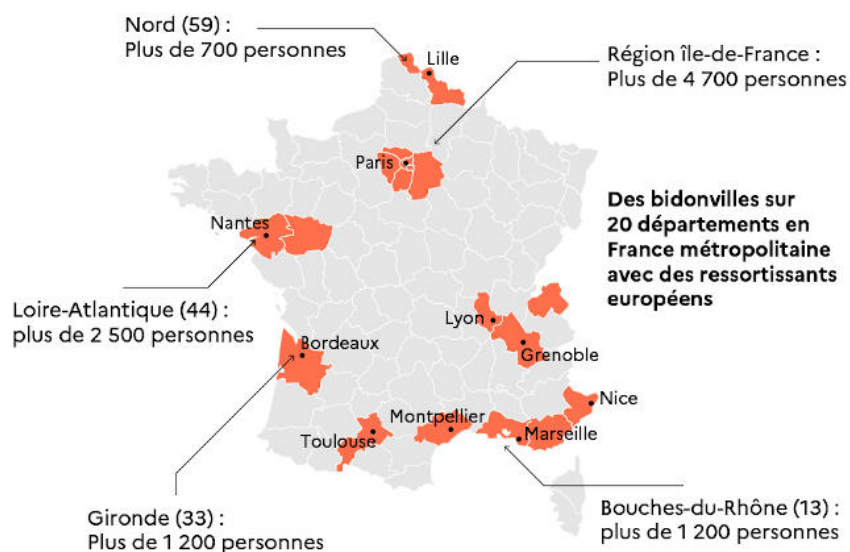 Nord (59) :
Plus de 700 personnes
Lille
Région île-de-France :
Plus de 4 700 personnes
Paris
Des bidonvilles sur
20 départements en
France métropolitaine
avec des ressortissants
européens
Nantes
Loire-Atlantique (44) :
plus de 2 500 personnes
Lyon
Bordeaux
Grenoble
Nice
Montpellier
Toulouse
Marseille
Gironde (33) :
Plus de 1 200 personnes
Bouches-du-Rhône (13) :
plus de 1 200 personnes